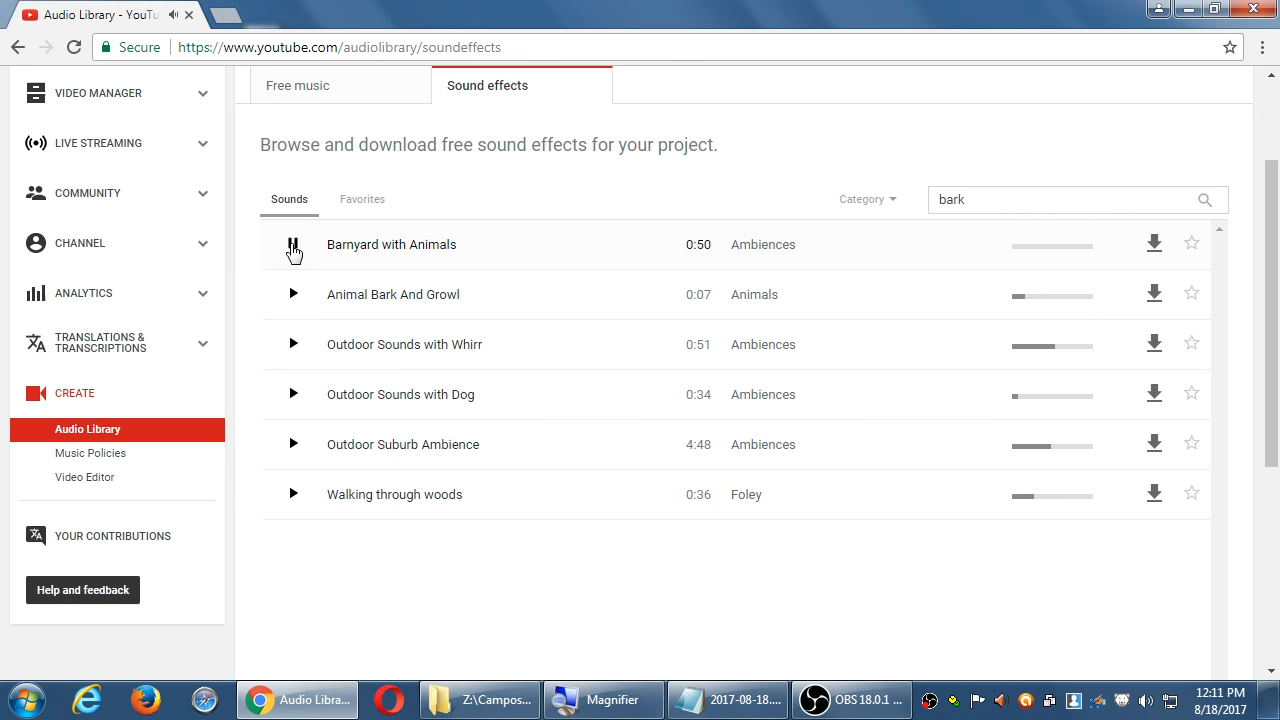 Audio Library - YouTu
Secure
https://www.youtube.com/audiolibrary/soundeffects
VIDEO MANAGER
LIVE STREAMING
COMMUNITY
CHANNEL
ANALYTICS
TRANSLATIONS &
TRANSCRIPTIONS
CREATE
Audio Library
Music Policies
Video Editor
YOUR CONTRIBUTIONS
Help and feedback
Free music
Sound effects
Browse and download free sound effects for your project.
Sounds
Favorites
Category
bark
Barnyard with Animals 0:50 Ambiences
Animal Bark And Growl 0:07 Animals
Outdoor Sounds with Whirr 0:51 Ambiences
Outdoor Sounds with Dog 0:34 Ambiences
Outdoor Suburb Ambience 4:48 Ambiences
Walking through woods 0:36 Foley
Audio Libra...
Z:\Campos...
Magnifier
2017-08-18....
OBS 18.0.1 ...
12:11 PM
8/18/2017